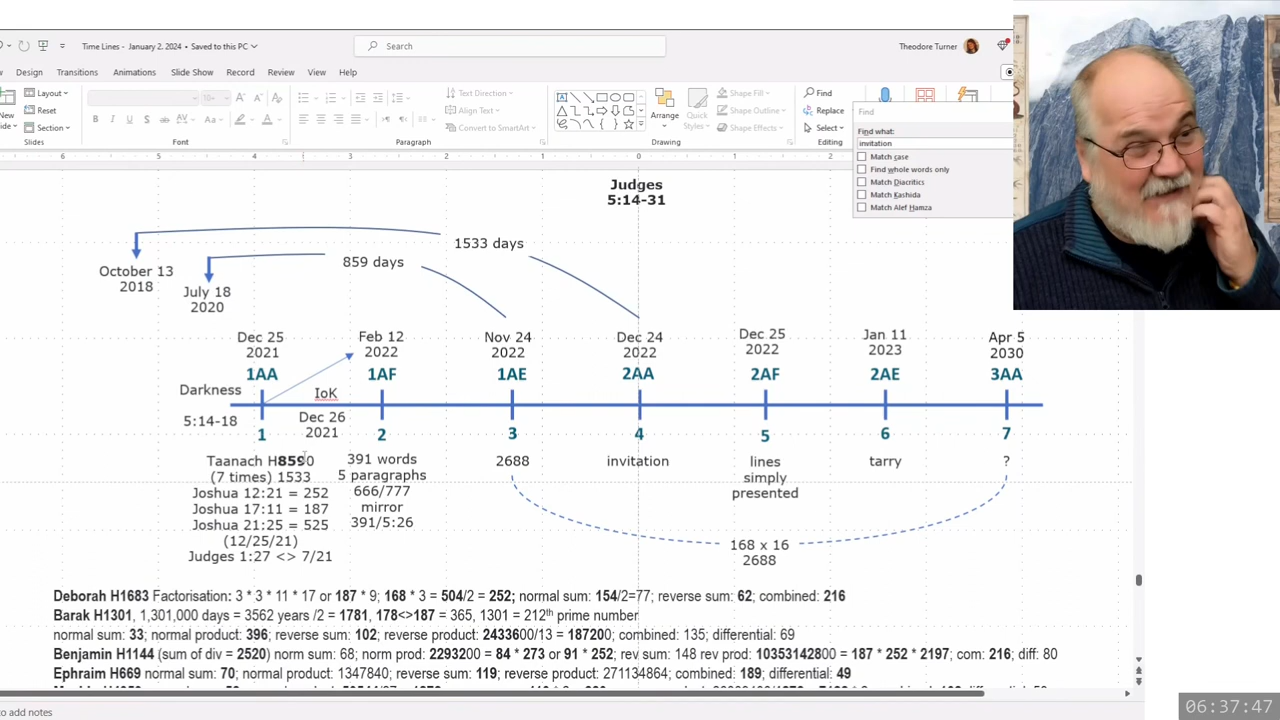 Time Lines - January 2. 2024 • Saved to this PC
Search
Theodore Turner
Design Transitions Animations Slide Show Record Review View Help
New
Layout
Reset
Section
Slides
Font
Text Direction
Align Text
Convert to SmartArt
Paragraph
Arrange
Quick Styles
Shape Fill
Shape Outline
Shape Effects
Drawing
Find
Replace
Select
Editing
Find
Find what:
invitation
Match case
Find whole words only
Match Diacritics
Match Kashida
Match Alef Hamza
6 5 4 3 2 1 0 1 2
Judges
5:14-31
1533 days
859 days
October 13
2018
July 18
2020
Dec 25
2021
1AA
Feb 12
2022
1AF
Nov 24
2022
1AE
Dec 24
2022
2AA
Dec 25
2022
2AF
Jan 11
2023
2AE
Apr 5
2030
3AA
Darkness
5:14-18
IoK
Dec 26
2021
1 2 3 4 5 6 7
Taanach H8590
(7 times) 1533
Joshua 12:21 = 252
Joshua 17:11 = 187
Joshua 21:25 = 525
(12/25/21)
Judges 1:27 <> 7/21
391 words
5 paragraphs
666/777
mirror
391/5:26
2688
invitation
lines
simply
presented
tarry
?
168 x 16
2688
Deborah H1683 Factorisation: 3 * 3 * 11 * 17 or 187 * 9; 168 * 3 = 504/2 = 252; normal sum: 154/2=77; reverse sum: 62; combined: 216
Barak H1301, 1,301,000 days = 3562 years /2 = 1781, 178<>187 = 365, 1301 = 212th prime number
normal sum: 33; normal product: 396; reverse sum: 102; reverse product: 2433600/13 = 187200; combined: 135; differential: 69
Benjamin H1144 (sum of div = 2520) norm sum: 68; norm prod: 2293200 = 84 * 273 or 91 * 252; rev sum: 148 rev prod: 10353142800 = 187 * 252 * 2197; com: 216; diff: 80
Ephraim H669 normal sum: 70; normal product: 1347840; reverse sum: 119; reverse product: 271134864; combined: 189; differential: 49
to add notes
06:37:47